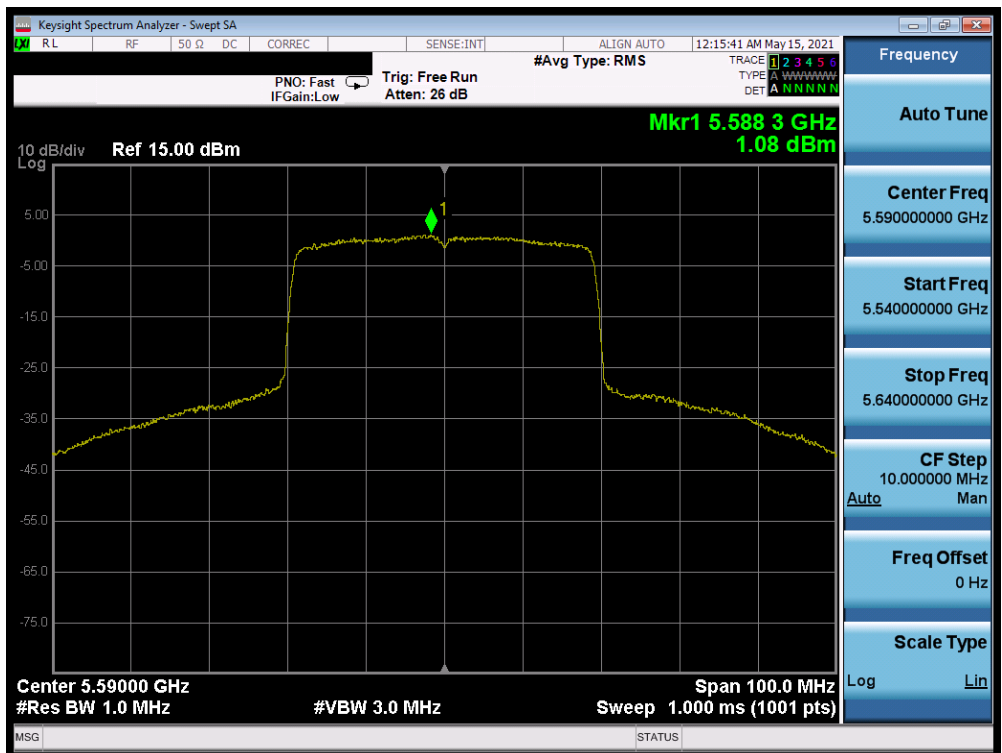 Keysight Spectrum Analyzer - Swept SA
LXI RL RF 50 Ω DC CORREC SENSE:INT ALIGN AUTO 12:15:41 AM May 15, 2021
#Avg Type: RMS TRACE 1 2 3 4 5 6
PNO: Fast Trig: Free Run TYPE A WWWWW
IFGain:Low Atten: 26 dB DET A N N N N N
Mkr1 5.588 3 GHz
1.08 dBm
10 dB/div Ref 15.00 dBm
Log
1
5.00
-5.00
-15.0
-25.0
-35.0
-45.0
-55.0
-65.0
-75.0
Center 5.59000 GHz Span 100.0 MHz
#Res BW 1.0 MHz #VBW 3.0 MHz Sweep 1.000 ms (1001 pts)
MSG STATUS
Frequency
Auto Tune
Center Freq
5.590000000 GHz
Start Freq
5.540000000 GHz
Stop Freq
5.640000000 GHz
CF Step
10.000000 MHz
Auto Man
Freq Offset
0 Hz
Scale Type
Log Lin